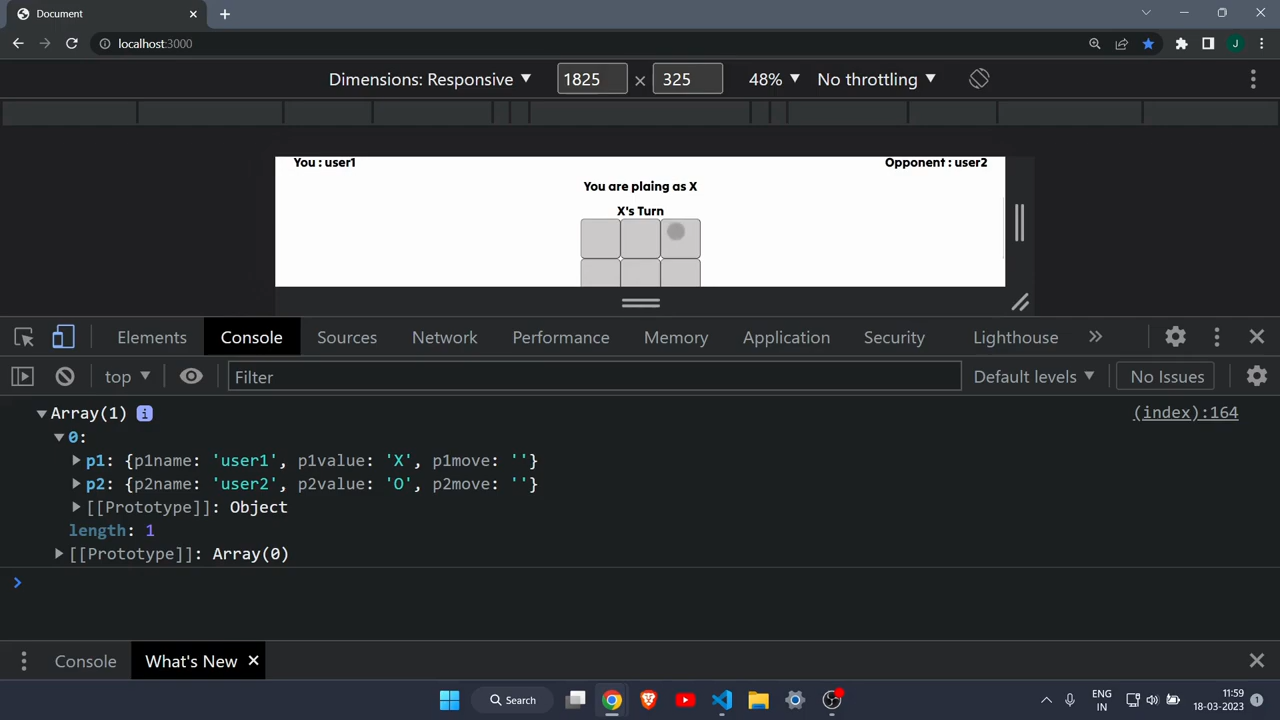 Document
localhost:3000
J
Dimensions: Responsive 1825 × 325 48% No throttling
You : user1 Opponent : user2
You are plaing as X
X's Turn
Elements Console Sources Network Performance Memory Application Security Lighthouse
top Filter Default levels No Issues
Array(1) (index):164
0:
p1: {p1name: 'user1', p1value: 'X', p1move: ''}
p2: {p2name: 'user2', p2value: 'O', p2move: ''}
[[Prototype]]: Object
length: 1
[[Prototype]]: Array(0)
Console What's New
Search
ENG 11:59
IN 18-03-2023 1